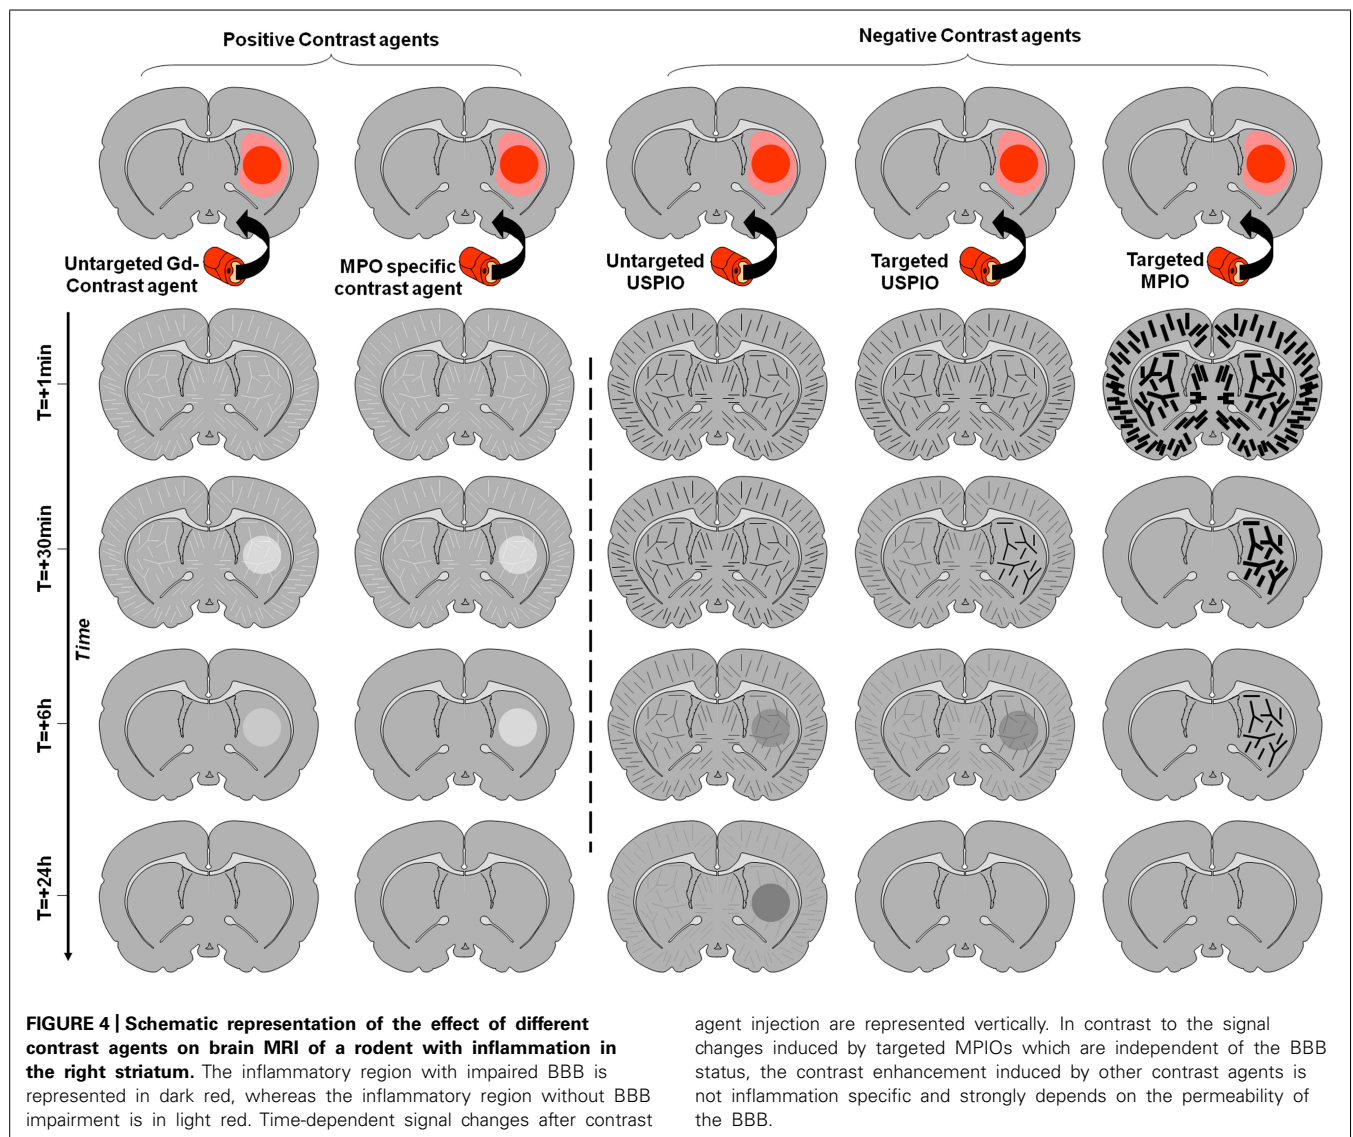 Positive Contrast agents
Negative Contrast agents
Untargeted Gd-
Contrast agent
MPO specific
contrast agent
Untargeted
USPIO
Targeted
USPIO
Targeted
MPIO
T=+1min
T=+30min
T=+6h
T=+24h
Time
FIGURE 4 | Schematic representation of the effect of different
contrast agents on brain MRI of a rodent with inflammation in
the right striatum. The inflammatory region with impaired BBB is
represented in dark red, whereas the inflammatory region without BBB
impairment is in light red. Time-dependent signal changes after contrast
agent injection are represented vertically. In contrast to the signal
changes induced by targeted MPIOs which are independent of the BBB
status, the contrast enhancement induced by other contrast agents is
not inflammation specific and strongly depends on the permeability of
the BBB.